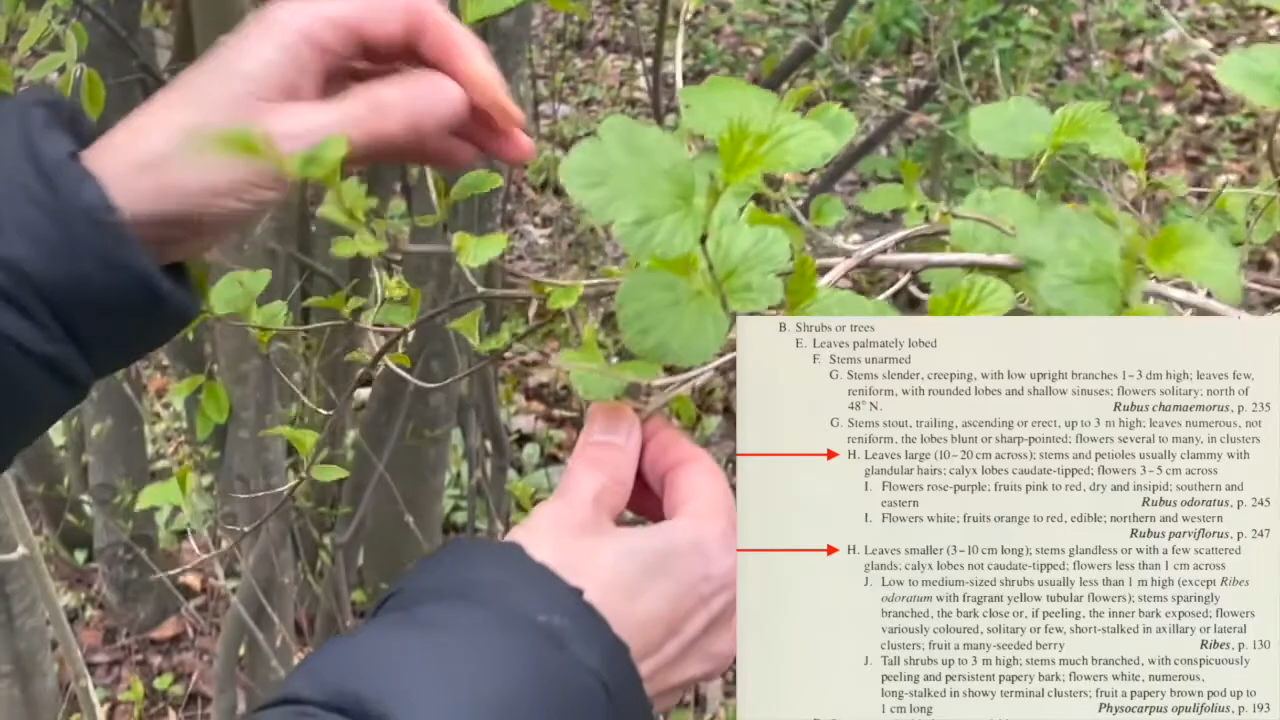 B. Shrubs or trees
E. Leaves palmately lobed
F. Stems unarmed
G. Stems slender, creeping, with low upright branches 1–3 dm high; leaves few,
reniform, with rounded lobes and shallow sinuses; flowers solitary; north of
48° N. Rubus chamaemorus, p. 235
G. Stems stout, trailing, ascending or erect, up to 3 m high; leaves numerous, not
reniform, the lobes blunt or sharp-pointed; flowers several to many, in clusters
H. Leaves large (10–20 cm across); stems and petioles usually clammy with
glandular hairs; calyx lobes caudate-tipped; flowers 3–5 cm across
I. Flowers rose-purple; fruits pink to red, dry and insipid; southern and
eastern Rubus odoratus, p. 245
I. Flowers white; fruits orange to red, edible; northern and western
Rubus parviflorus, p. 247
H. Leaves smaller (3–10 cm long); stems glandless or with a few scattered
glands; calyx lobes not caudate-tipped; flowers less than 1 cm across
J. Low to medium-sized shrubs usually less than 1 m high (except Ribes
odoratum with fragrant yellow tubular flowers); stems sparingly
branched, the bark close or, if peeling, the inner bark exposed; flowers
variously coloured, solitary or few, short-stalked in axillary or lateral
clusters; fruit a many-seeded berry Ribes, p. 130
J. Tall shrubs up to 3 m high; stems much branched, with conspicuously
peeling and persistent papery bark; flowers white, numerous,
long-stalked in showy terminal clusters; fruit a papery brown pod up to
1 cm long Physocarpus opulifolius, p. 193